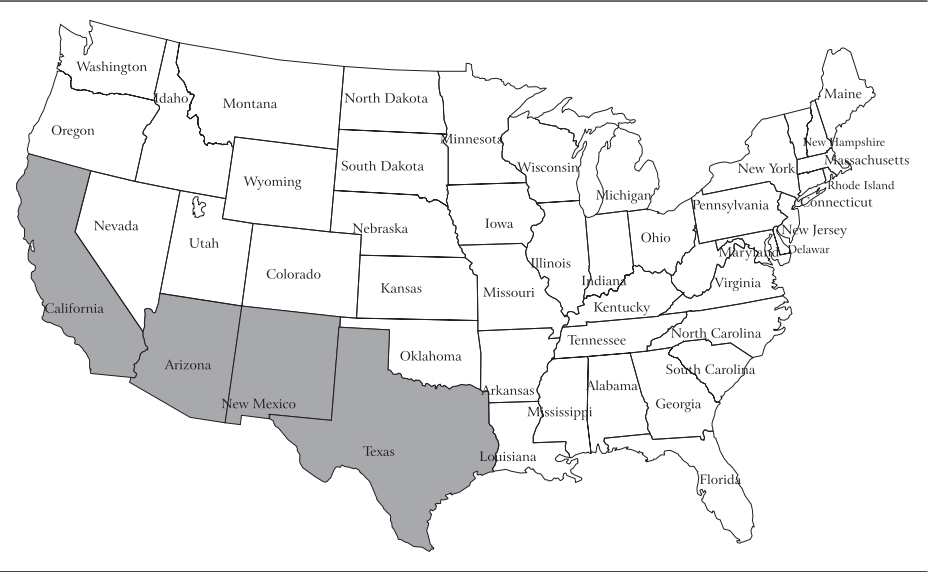 Washington
Idaho
Montana
North Dakota
Minnesota
Maine
Oregon
South Dakota
Wisconsin
New Hampshire
Massachusetts
New York
Rhode Island
Connecticut
Wyoming
Michigan
Pennsylvania
Nevada
Nebraska
Iowa
Ohio
New Jersey
Utah
Illinois
Maryland
Delawar
Colorado
Kansas
Missouri
Indiana
Virginia
California
Kentucky
Arizona
Oklahoma
Tennessee
North Carolina
South Carolina
Arkansas
Alabama
New Mexico
Mississippi
Georgia
Texas
Louisiana
Florida